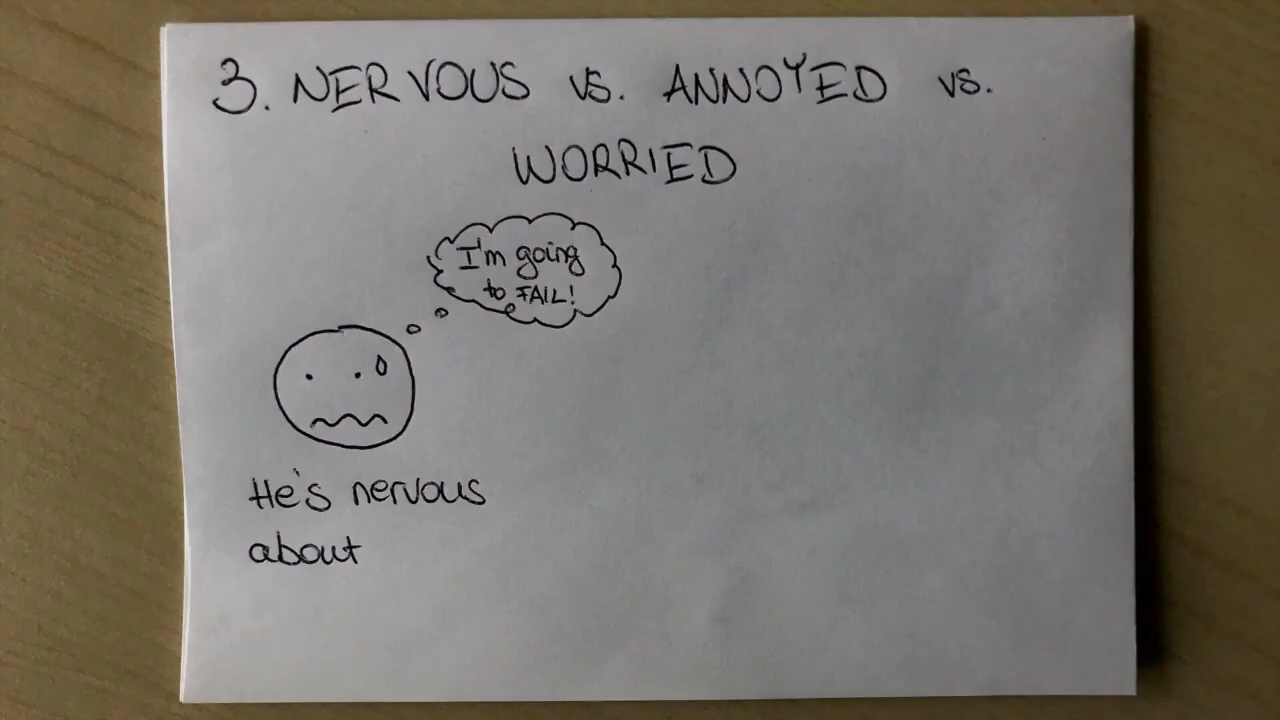 3. NERVOUS vs. ANNOYED vs.
WORRIED
I'm going
to FAIL!
He's nervous
about